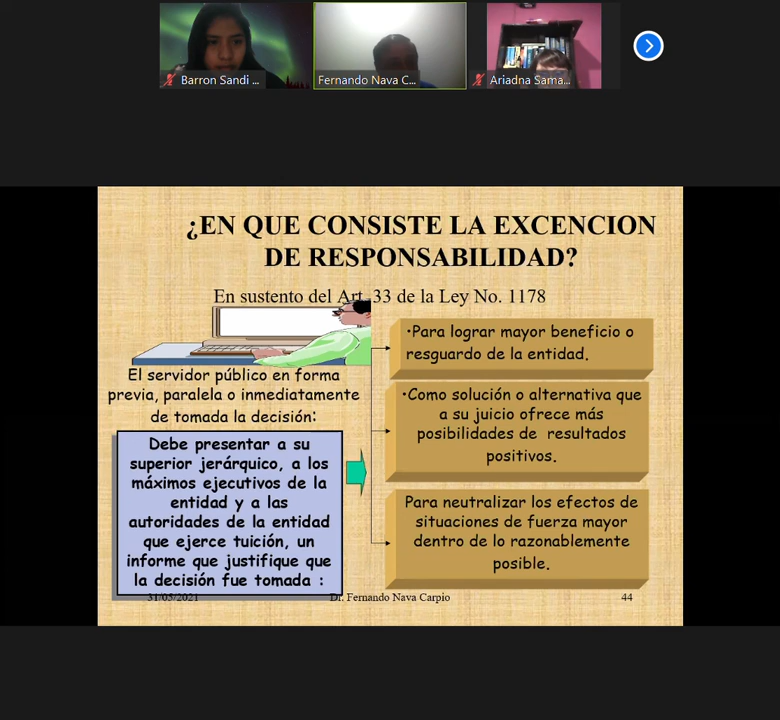 Barron Sandi ...
Fernando Nava C...
Ariadna Sama...
¿EN QUE CONSISTE LA EXCENCION
DE RESPONSABILIDAD?
En sustento del Art. 33 de la Ley No. 1178
El servidor público en forma
previa, paralela o inmediatamente
de tomada la decisión:
Debe presentar a su
superior jerárquico, a los
máximos ejecutivos de la
entidad y a las
autoridades de la entidad
que ejerce tuición, un
informe que justifique que
la decisión fue tomada :
•Para lograr mayor beneficio o
resguardo de la entidad.
•Como solución o alternativa que
a su juicio ofrece más
posibilidades de resultados
positivos.
Para neutralizar los efectos de
situaciones de fuerza mayor
dentro de lo razonablemente
posible.
31/05/2021
Dr. Fernando Nava Carpio
44